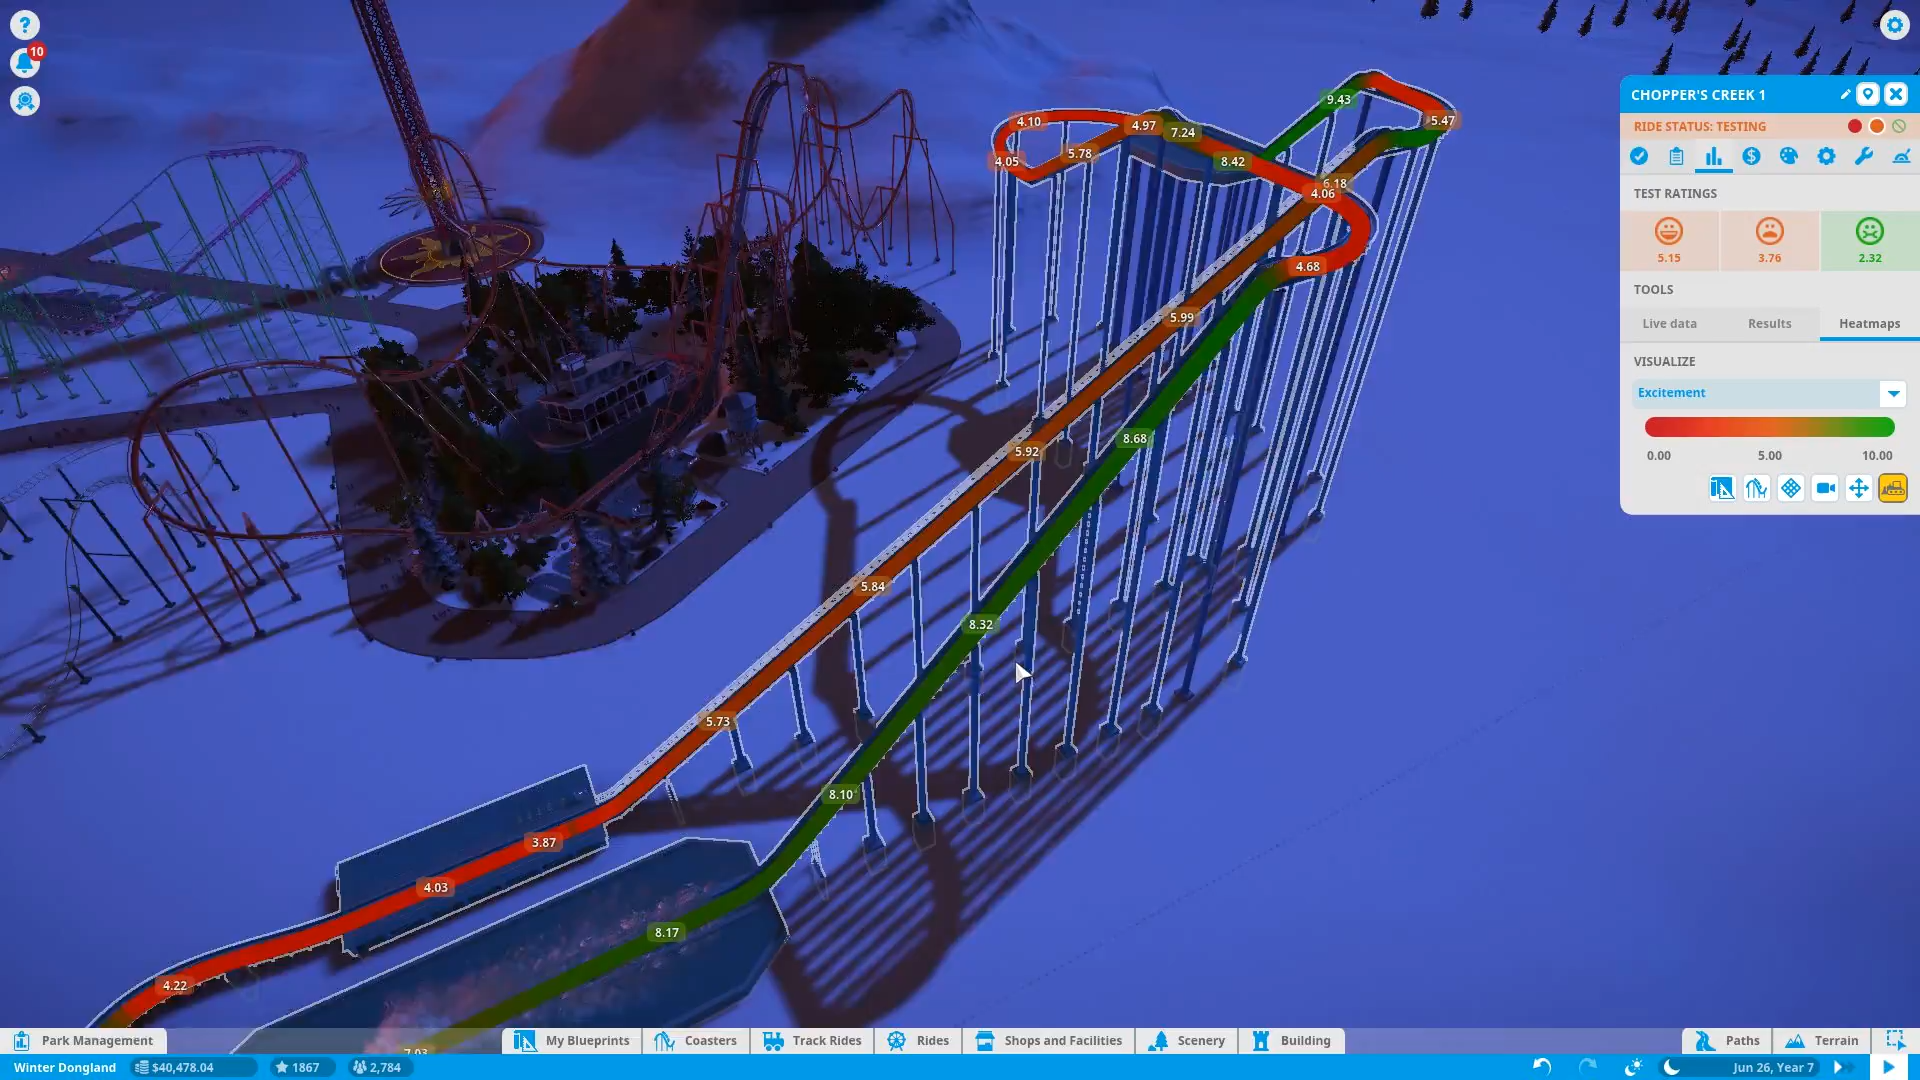 ?
10
CHOPPER'S CREEK 1
RIDE STATUS: TESTING
TEST RATINGS
5.15
3.76
2.32
TOOLS
Live data
Results
Heatmaps
VISUALIZE
Excitement
0.00
5.00
10.00
9.43
5.47
4.10
4.97
7.24
4.05
5.78
8.42
6.18
4.06
4.68
5.99
8.68
5.92
5.84
8.32
5.73
8.10
3.87
4.03
8.17
4.22
7.03
Park Management
My Blueprints
Coasters
Track Rides
Rides
Shops and Facilities
Scenery
Building
Paths
Terrain
Winter Dongland
$40,478.04
1867
2,784
Jun 26, Year 7